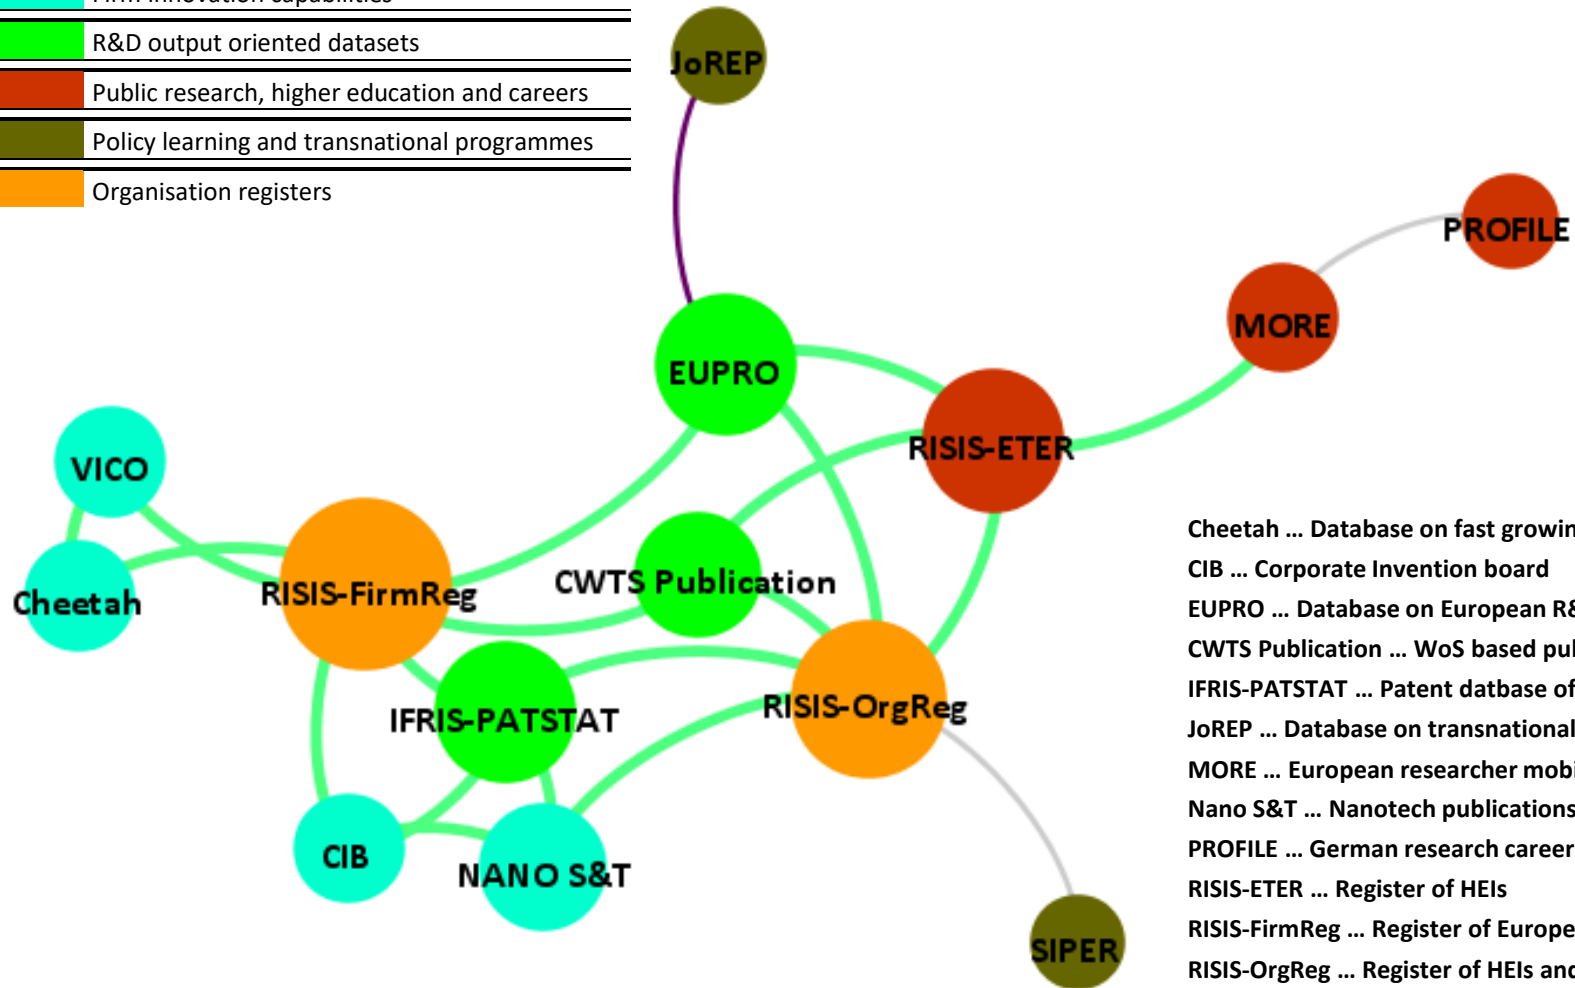 Firm innovation capabilities
R&D output oriented datasets
Public research, higher education and careers
Policy learning and transnational programmes
Organisation registers
JoREP
PROFILE
MORE
EUPRO
RISIS-ETER
VICO
Cheetah
RISIS-FirmReg
CWTS Publication
IFRIS-PATSTAT
RISIS-OrgReg
CIB
NANO S&T
SIPER
Cheetah ... Database on fast growin
CIB ... Corporate Invention board
EUPRO ... Database on European R&
CWTS Publication ... WoS based pub
IFRIS-PATSTAT ... Patent datbase of
JoREP ... Database on transnational
MORE ... European researcher mobi
Nano S&T ... Nanotech publications
PROFILE ... German research career
RISIS-ETER ... Register of HEIs
RISIS-FirmReg ... Register of Europe
RISIS-OrgReg ... Register of HEIs and